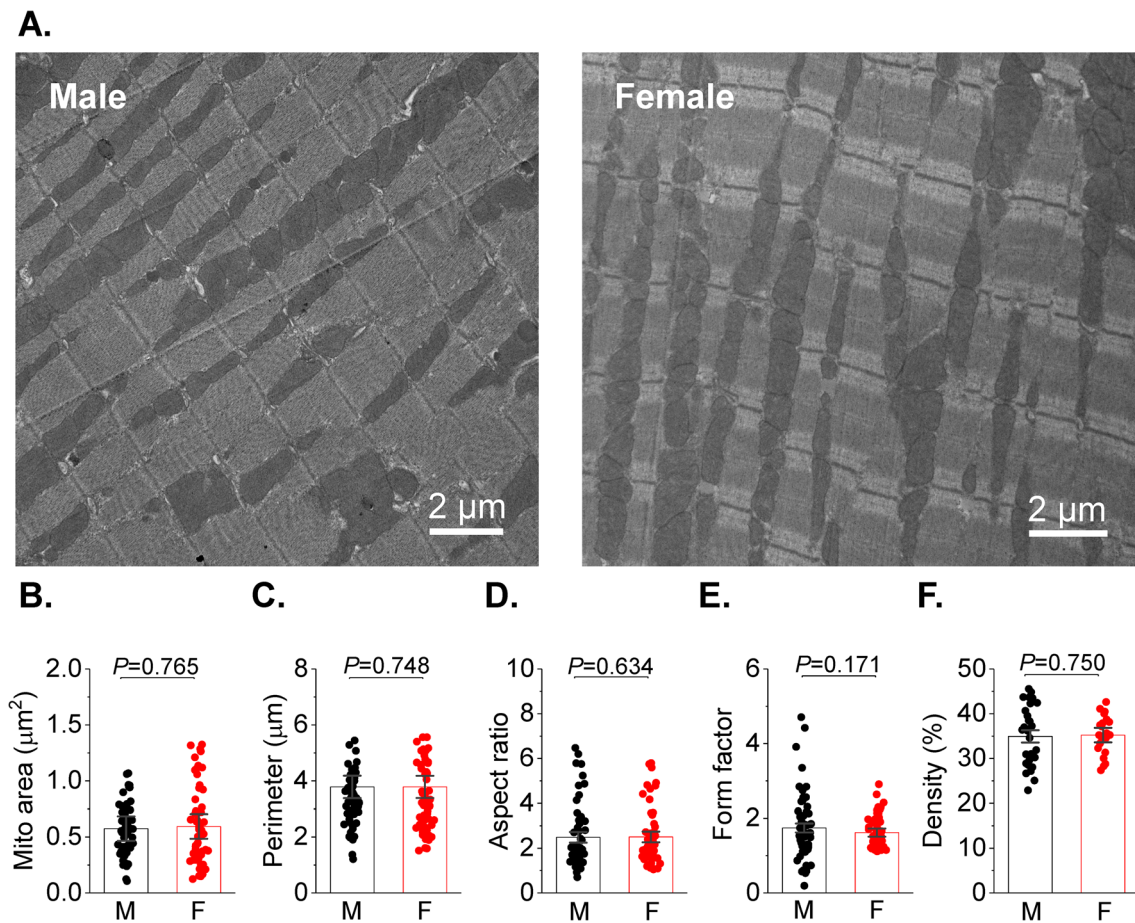 A.
Male
Female
2 μm
2 μm
B.
C.
D.
E.
F.
P=0.765
Mito area (μm²)
2.0
1.5
1.0
0.5
0.0
M
F
P=0.748
Perimeter (μm)
8
6
4
2
0
M
F
P=0.634
Aspect ratio
10
8
6
4
2
0
M
F
P=0.171
Form factor
6
4
2
0
M
F
P=0.750
Density (%)
50
40
30
20
10
0
M
F